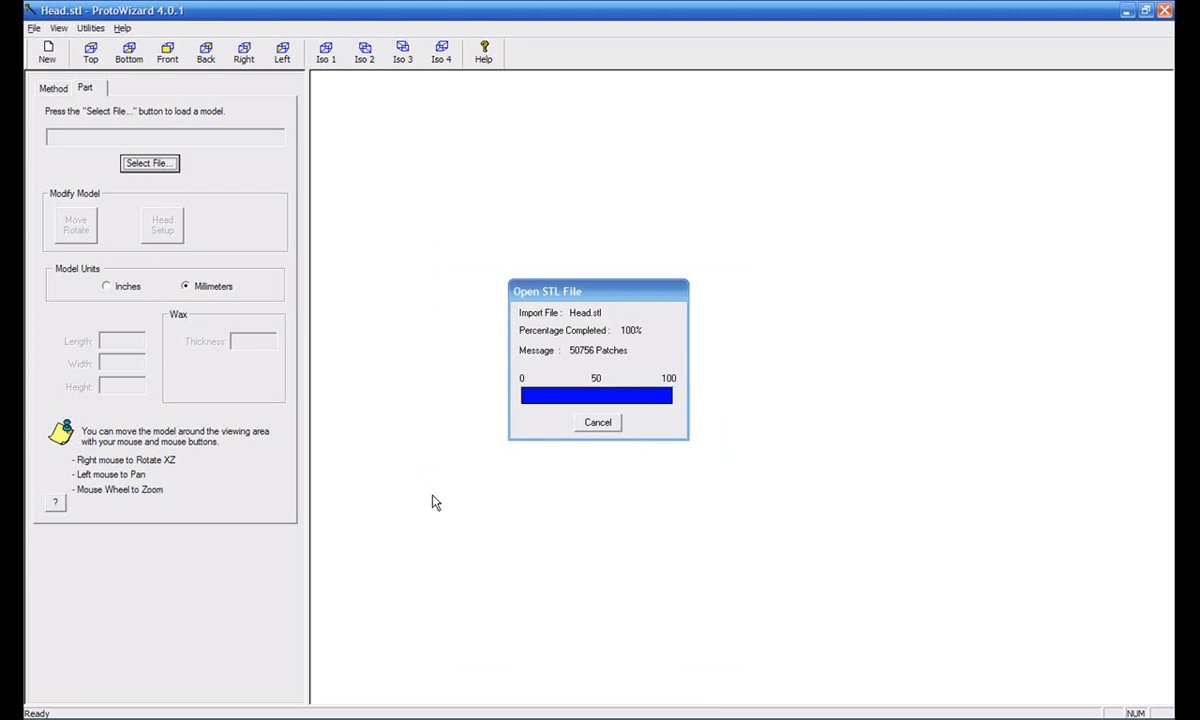 Head.stl - ProtoWizard 4.0.1
File View Utilities Help
New Top Bottom Front Back Right Left Iso 1 Iso 2 Iso 3 Iso 4 Help
Method Part
Press the "Select File..." button to load a model.
Select File...
Modify Model
Move
Rotate
Head
Setup
Model Units
Inches Millimeters
Wax
Length: Thickness:
Width:
Height:
You can move the model around the viewing area
with your mouse and mouse buttons.
- Right mouse to Rotate XZ
- Left mouse to Pan
- Mouse Wheel to Zoom
?
Open STL File
Import File : Head.stl
Percentage Completed : 100%
Message : 50756 Patches
0 50 100
Cancel
Ready NUM